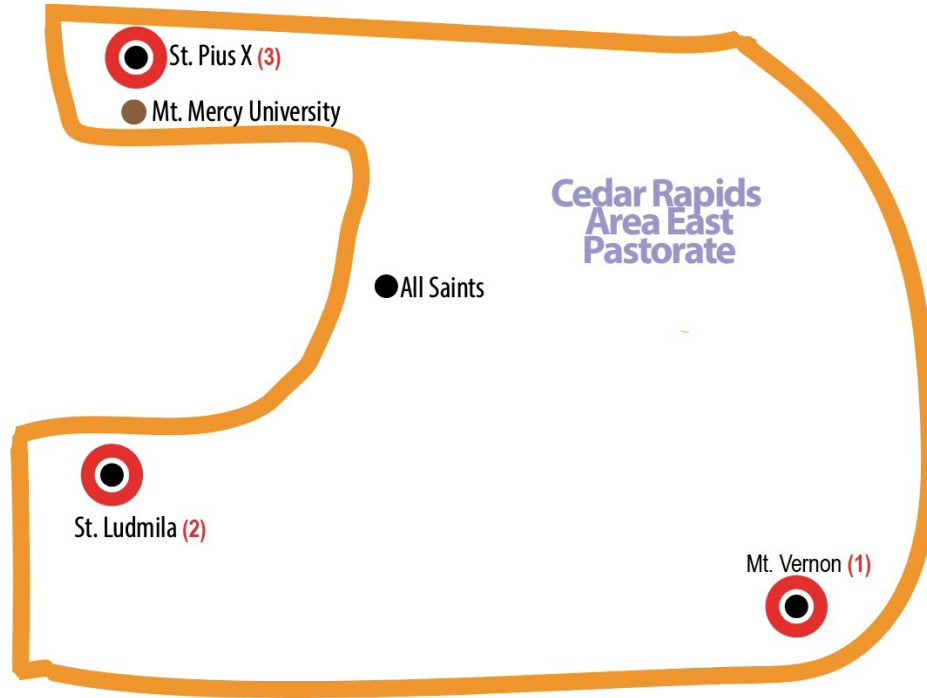 St. Pius X (3)
Mt. Mercy University
Cedar Rapids
Area East
Pastorate
All Saints
St. Ludmila (2)
Mt. Vernon (1)